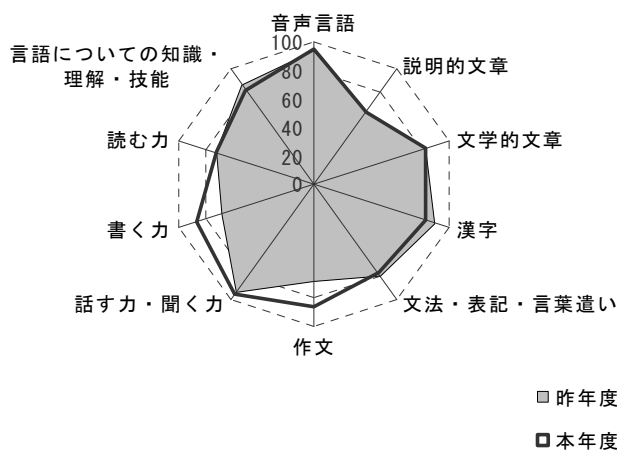 音声言語
説明的文章
文学的文章
漢字
文法・表記・言葉遣い
作文
話す力・聞く力
書く力
読む力
言語についての知識・
理解・技能
100
80
60
40
20
0
昨年度
本年度